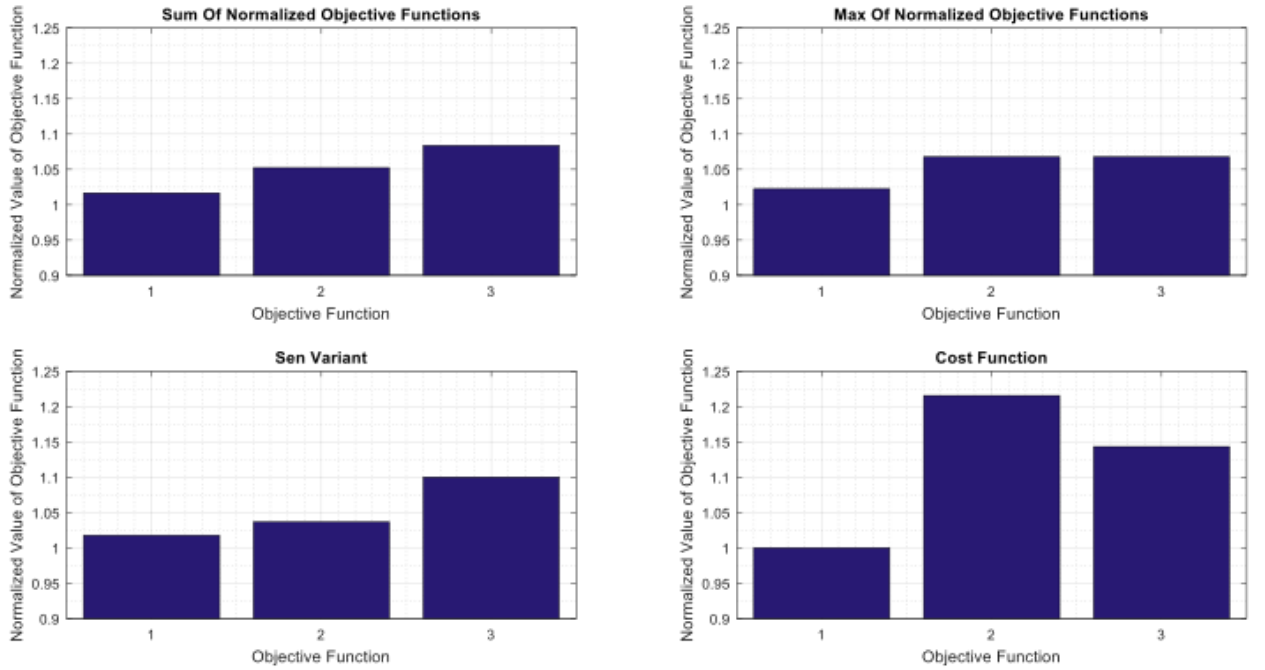 Sum Of Normalized Objective Functions
Normalized Value of Objective Function
1.25
1.2
1.15
1.1
1.05
1
0.95
0.9
1 2 3
Objective Function
Max Of Normalized Objective Functions
Normalized Value of Objective Function
1.25
1.2
1.15
1.1
1.05
1
0.95
0.9
1 2 3
Objective Function
Sen Variant
Normalized Value of Objective Function
1.25
1.2
1.15
1.1
1.05
1
0.95
0.9
1 2 3
Objective Function
Cost Function
Normalized Value of Objective Function
1.25
1.2
1.15
1.1
1.05
1
0.95
0.9
1 2 3
Objective Function